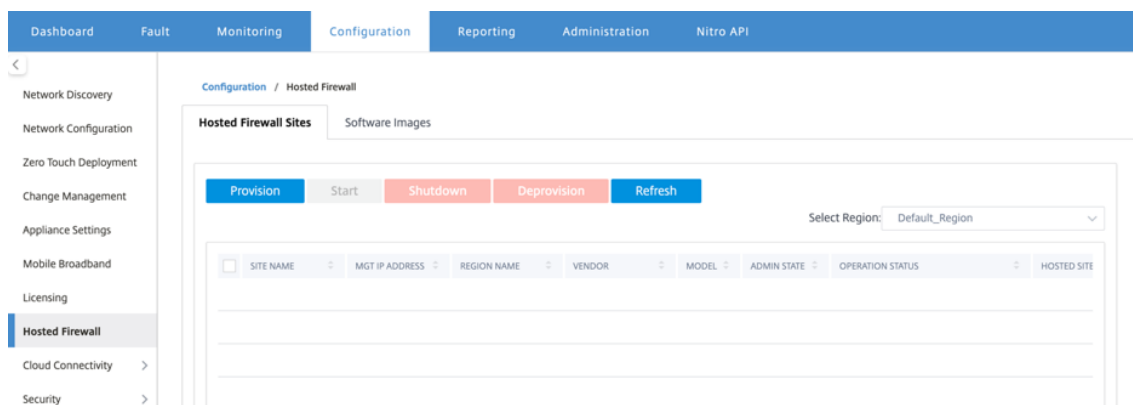 Dashboard Fault Monitoring Configuration Reporting Administration Nitro API
Network Discovery
Network Configuration
Zero Touch Deployment
Change Management
Appliance Settings
Mobile Broadband
Licensing
Hosted Firewall
Cloud Connectivity
Security
Configuration / Hosted Firewall
Hosted Firewall Sites Software Images
Provision Start Shutdown Deprovision Refresh
Select Region: Default_Region
SITE NAME MGT IP ADDRESS REGION NAME VENDOR MODEL ADMIN STATE OPERATION STATUS HOSTED SITE